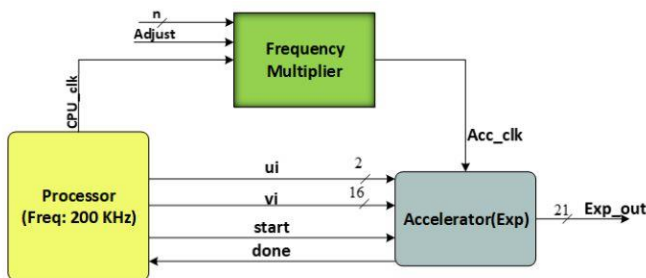 n
Adjust
CPU_clk
Frequency
Multiplier
Acc_clk
Processor
(Freq: 200 KHz)
ui
2
vi
16
start
done
Accelerator(Exp)
21
Exp_out